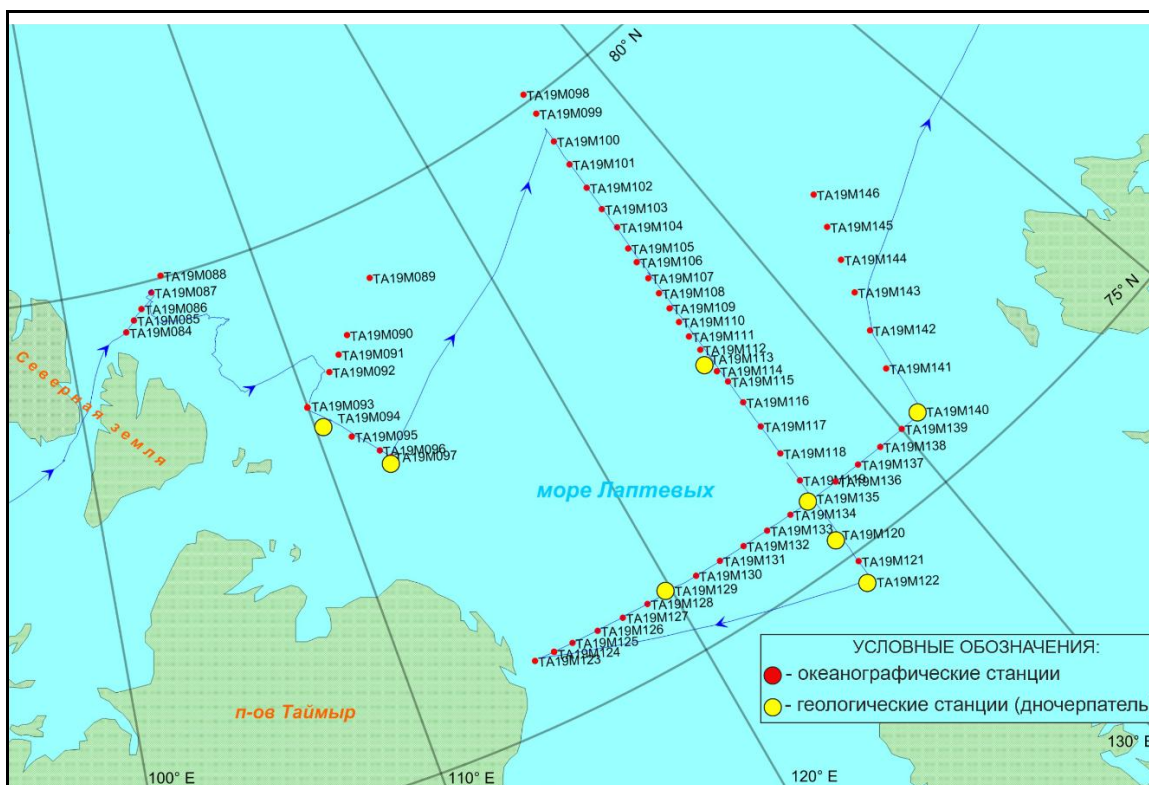 80° N
TA19M098
TA19M099
TA19M100
TA19M101
TA19M102
TA19M103
TA19M104
TA19M105
TA19M106
TA19M107
TA19M108
TA19M109
TA19M110
TA19M111
TA19M112
TA19M113
TA19M114
TA19M115
TA19M116
TA19M117
TA19M118
TA19M119
TA19M146
TA19M145
TA19M144
TA19M143
TA19M142
TA19M141
TA19M140
TA19M139
TA19M138
TA19M137
TA19M136
TA19M135
TA19M134
TA19M133
TA19M132
TA19M131
TA19M130
TA19M129
TA19M128
TA19M127
TA19M126
TA19M125
TA19M124
TA19M123
TA19M120
TA19M121
TA19M122
75° N
TA19M088
TA19M087
TA19M086
TA19M085
TA19M084
TA19M089
TA19M090
TA19M091
TA19M092
TA19M093
TA19M094
TA19M095
TA19M096
TA19M097
Северная земля
море Лаптевых
п-ов Таймыр
УСЛОВНЫЕ ОБОЗНАЧЕНИЯ:
- океанографические станции
- геологические станции (дночерпатель
100° E
110° E
120° E
130° E